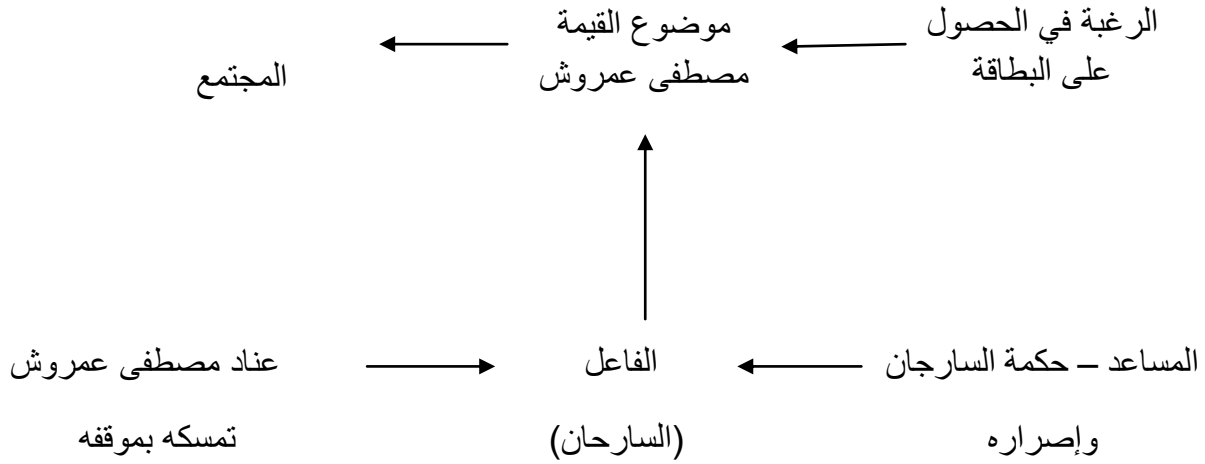 الرغبة في الحصول
على البطاقة
موضوع القيمة
مصطفى عمروش
المجتمع
المساعد – حكمة السارجان
وإصراره
الفاعل
(السارحان)
عناد مصطفى عمروش
تمسكه بموقفه